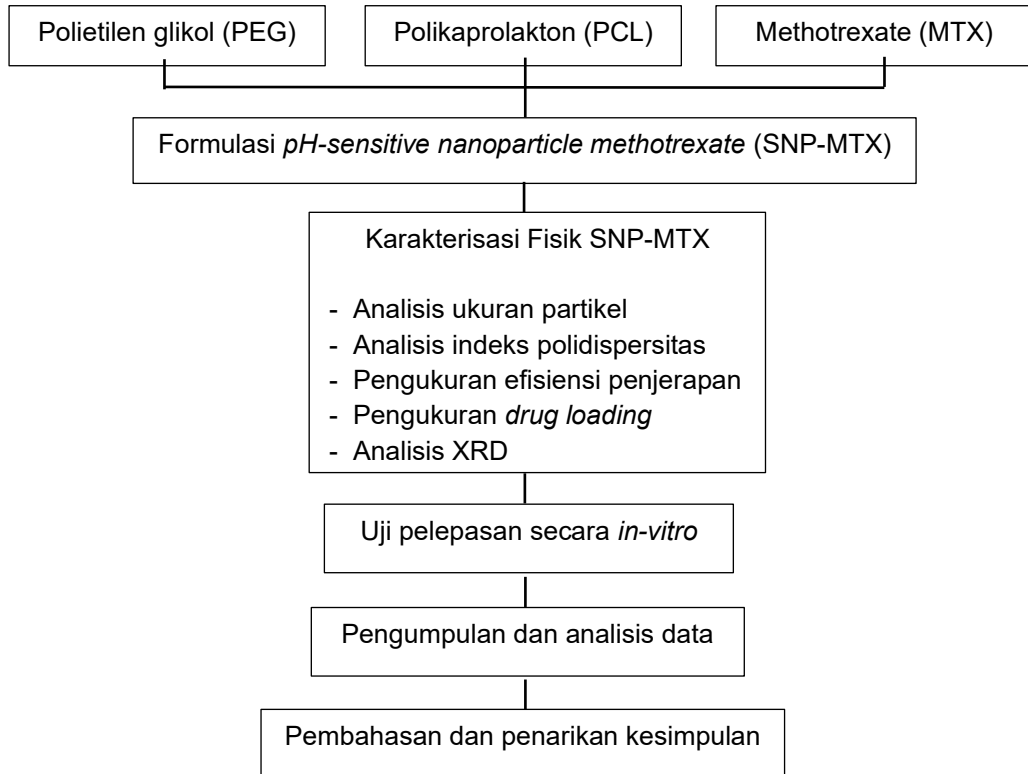 Polietilen glikol (PEG)
Polikaprolakton (PCL)
Methotrexate (MTX)
Formulasi pH-sensitive nanoparticle methotrexate (SNP-MTX)
Karakterisasi Fisik SNP-MTX
- Analisis ukuran partikel
- Analisis indeks polidispersitas
- Pengukuran efisiensi penjerapan
- Pengukuran drug loading
- Analisis XRD
Uji pelepasan secara in-vitro
Pengumpulan dan analisis data
Pembahasan dan penarikan kesimpulan